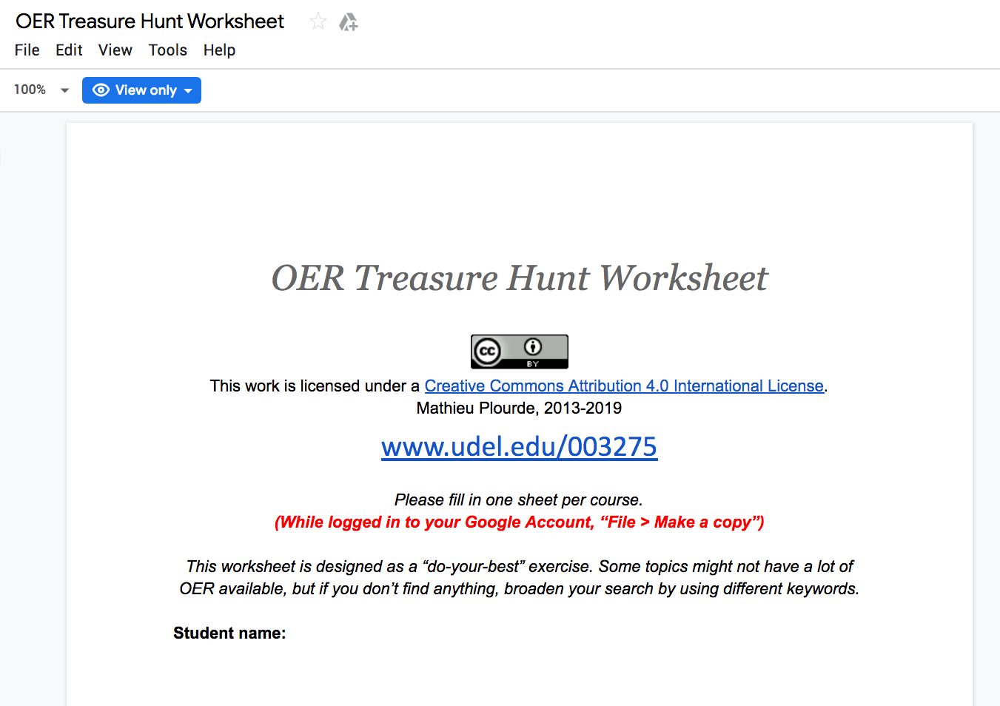 OER Treasure Hunt Worksheet
File Edit View Tools Help
100% View only
OER Treasure Hunt Worksheet
cc BY
This work is licensed under a Creative Commons Attribution 4.0 International License.
Mathieu Plourde, 2013-2019
www.udel.edu/003275
Please fill in one sheet per course.
(While logged in to your Google Account, “File > Make a copy”)
This worksheet is designed as a “do-your-best” exercise. Some topics might not have a lot of
OER available, but if you don’t find anything, broaden your search by using different keywords.
Student name: